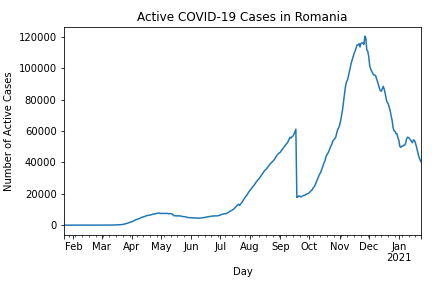 Active COVID-19 Cases in Romania
120000
100000
80000
60000
40000
20000
0
Number of Active Cases
Feb Mar Apr May Jun Jul Aug Sep Oct Nov Dec Jan
2021
Day